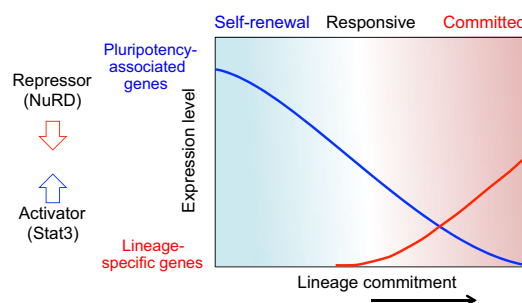 Self-renewal Responsive Committed
Pluripotency-
associated
genes
Repressor
(NuRD)
Activator
(Stat3)
Expression level
Lineage-
specific genes
Lineage commitment